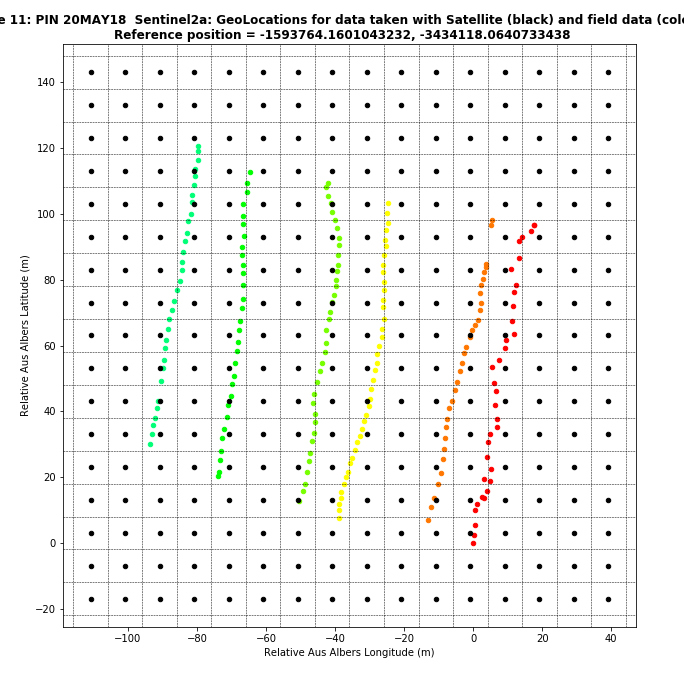 11: PIN 20MAY18 Sentinel2a: GeoLocations for data taken with Satellite (black) and field data
Reference position = -1593764.1601043232, -3434118.0640733438
140
120
100
80
60
40
20
0
−20
Relative Aus Albers Latitude (m)
−100 −80 −60 −40 −20 0 20 40
Relative Aus Albers Longitude (m)